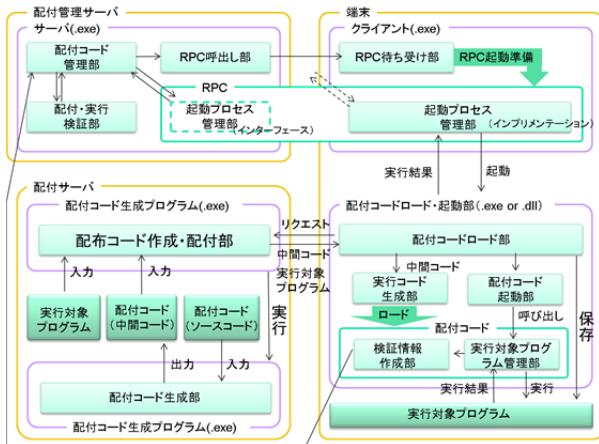 配付管理サーバ
サーバ(.exe)
配付コード
管理部
RPC呼出し部
配付・実行
検証部
端末
クライアント(.exe)
RPC待ち受け部
RPC起動準備
RPC
起動プロセス
管理部
(インターフェース)
起動プロセス
管理部
(インプリメンテーション)
実行結果
起動
配付サーバ
配付コード生成プログラム(.exe)
配布コード作成・配付部
リクエスト
中間コード
実行対象
プログラム
入力
入力
実行対象
プログラム
配付コード
(中間コード)
配付コード
(ソースコード)
実行
出力
入力
配付コード生成部
配付コード生成プログラム(.exe)
配付コードロード・起動部(.exe or .dll)
配付コードロード部
中間コード
実行コード
生成部
配付コード
起動部
ロード
呼び出し
保存
配付コード
検証情報
作成部
実行対象プログ
ラム管理部
実行結果
実行
実行対象プログラム